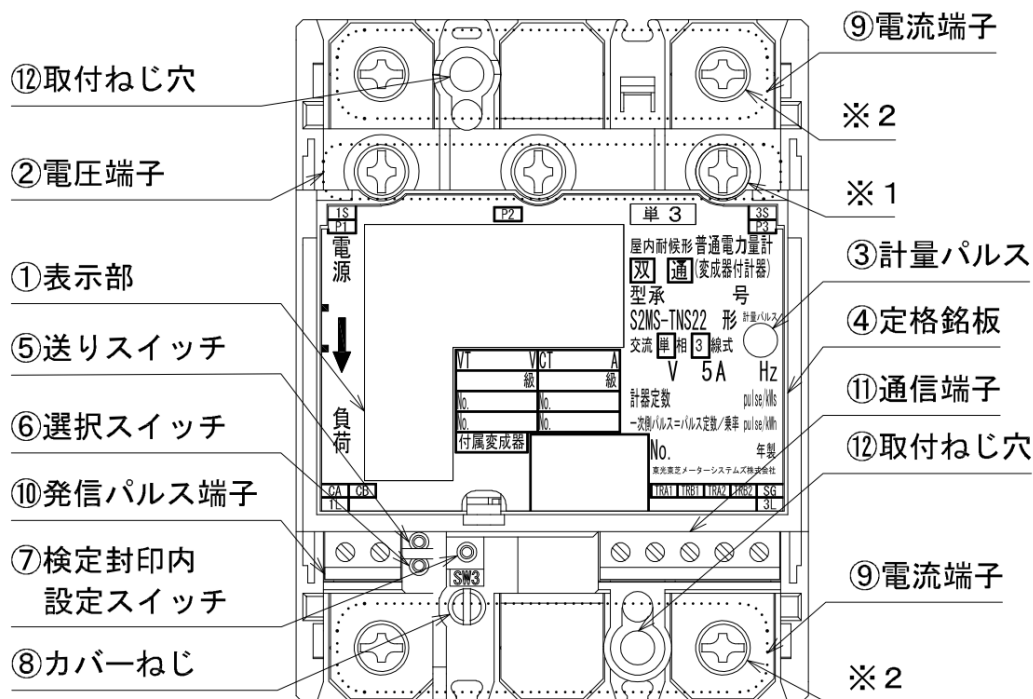 ⑫取付ねじ穴
②電圧端子
①表示部
⑤送りスイッチ
⑥選択スイッチ
⑩発信パルス端子
⑦検定封印内
設定スイッチ
⑧カバーねじ
1S
P1
P2
単 3
3S
P3
電源
負荷
屋内耐候形普通電力量計
双 通 (変成器付計器)
型承 号
S2MS-TNS22 形 計量パルス
交流 単 相 3 線式
V 5A Hz
計器定数 pulse/kWs
一次側パルス=パルス定数/乗率 pulse/kWh
No. 年製
東光東芝メーターシステムズ株式会社
VT V CT A
級 級
No. No.
No. No.
付属変成器
CA CB
1L
TRA1 TRB1 TRA2 TRB2 SG
3L
SW3
⑨電流端子
※2
※1
③計量パルス
④定格銘板
⑪通信端子
⑫取付ねじ穴
⑨電流端子
※2